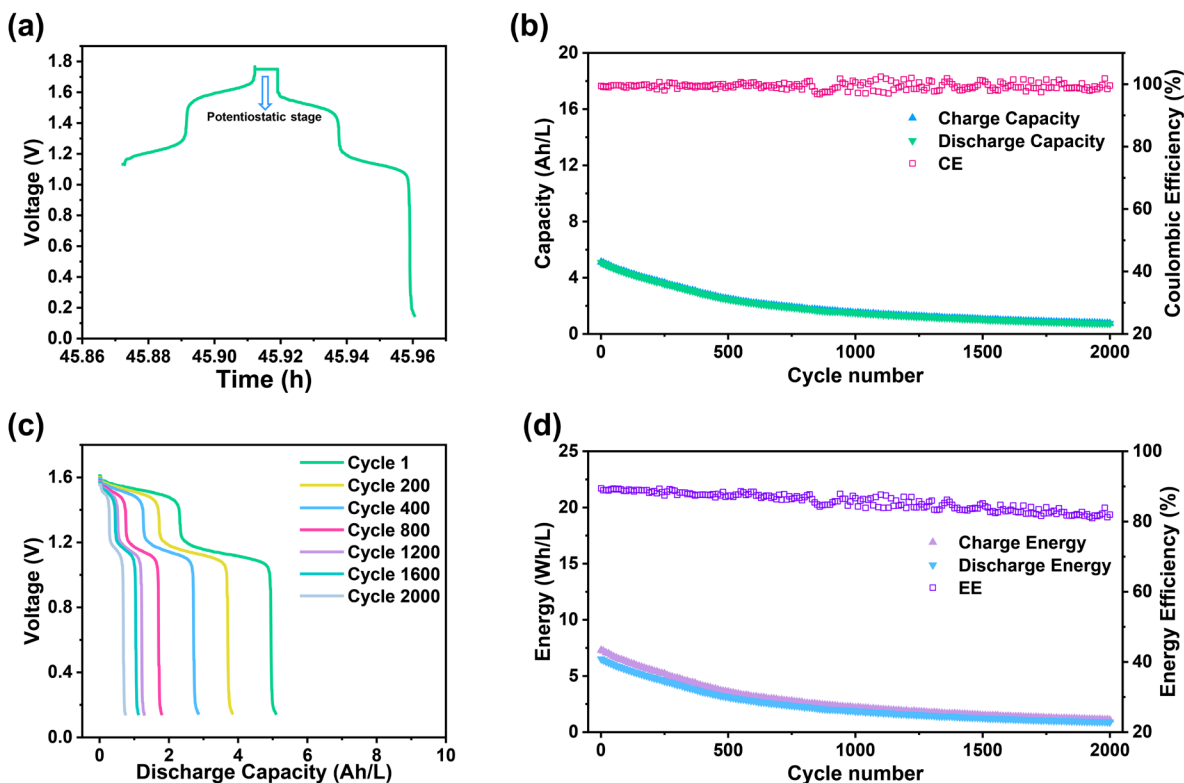 (a)
1.8
1.6
1.4
1.2
1.0
0.8
0.6
0.4
0.2
0.0
Voltage (V)
Potentiostatic stage
45.86 45.88 45.90 45.92 45.94 45.96
Time (h)
(b)
20
16
12
8
4
0
Capacity (Ah/L)
Charge Capacity
Discharge Capacity
CE
100
90
80
70
60
50
40
30
20
Coulombic Efficiency (%)
0 500 1000 1500 2000
Cycle number
(c)
1.6
1.2
0.8
0.4
0.0
Voltage (V)
Cycle 1
Cycle 200
Cycle 400
Cycle 800
Cycle 1200
Cycle 1600
Cycle 2000
0 2 4 6 8 10
Discharge Capacity (Ah/L)
(d)
25
20
15
10
5
0
Energy (Wh/L)
Charge Energy
Discharge Energy
EE
100
80
60
40
20
Energy Efficiency (%)
0 500 1000 1500 2000
Cycle number